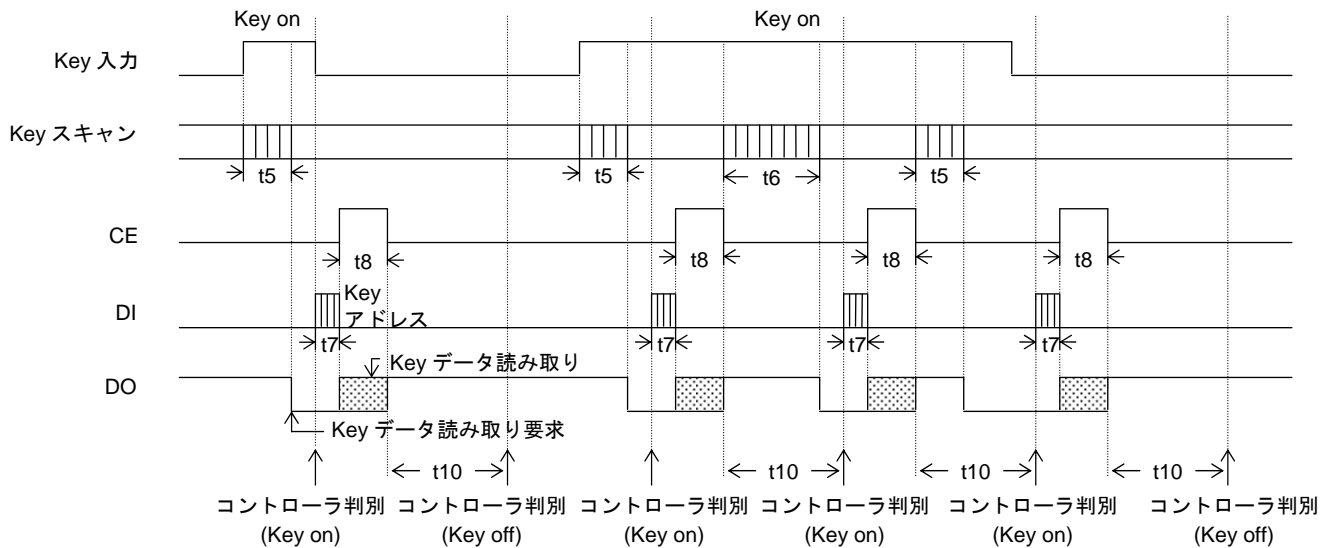 Key on
Key on
Key 入力
Key スキャン
t5
t5
t6
t5
CE
t8
t8
t8
t8
DI
Key
アドレス
t7
t7
t7
t7
Key データ読み取り
DO
Key データ読み取り要求
t10
t10
t10
t10
コントローラ判別
(Key on)
コントローラ判別
(Key off)
コントローラ判別
(Key on)
コントローラ判別
(Key on)
コントローラ判別
(Key on)
コントローラ判別
(Key off)